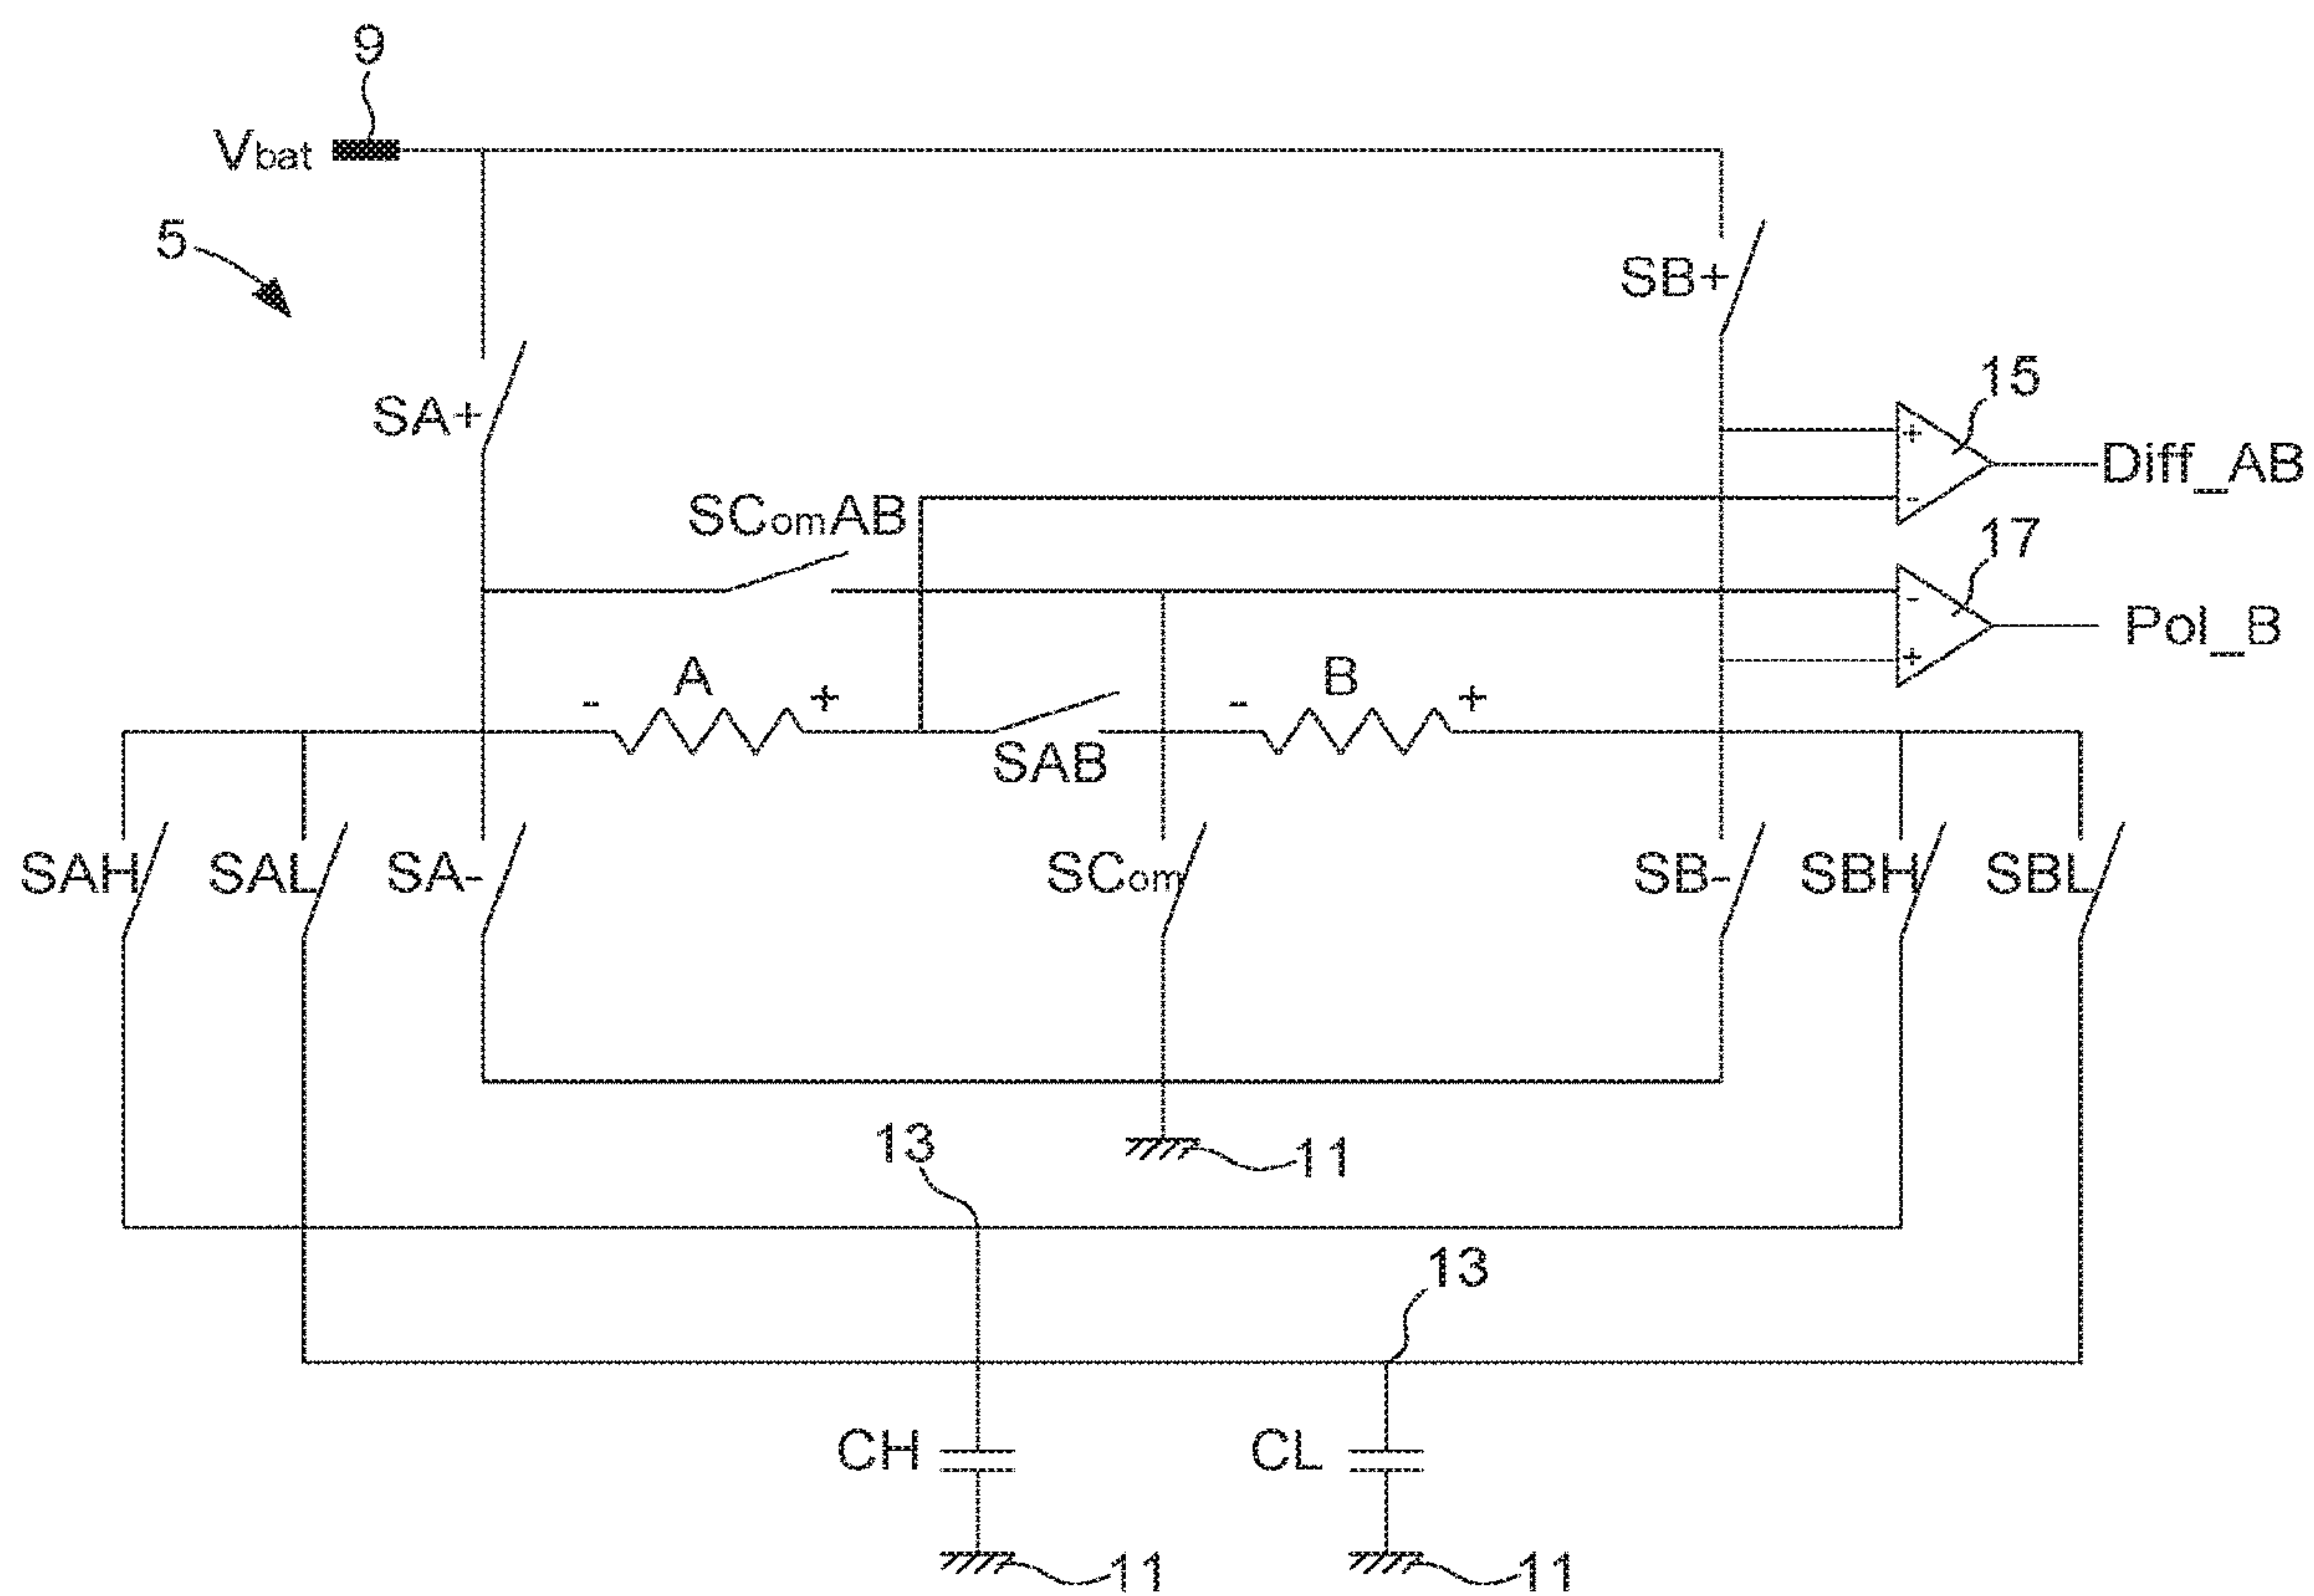 9
Vbat
5
SB+
15
SA+
Diff_AB
SComAB
+
-
17
Pol_B
-
+
- A +
- B +
SAB
SAH
SAL
SA-
SCom
SB-
SBH
SBL
13
11
13
CH
CL
11
11